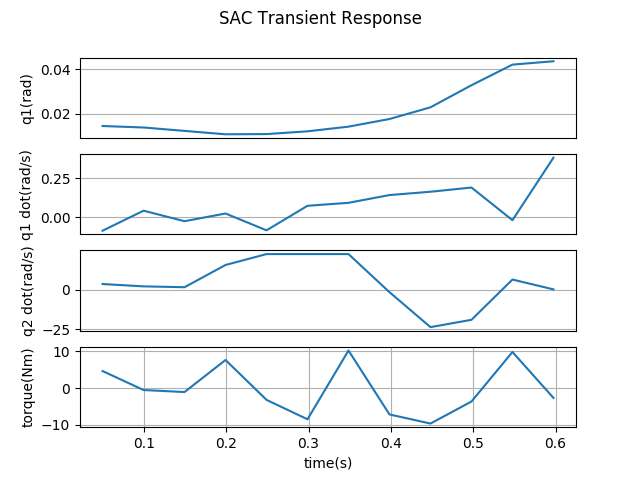 SAC Transient Response
q1(rad)
0.04
0.02
q1 dot(rad/s)
0.25
0.00
q2 dot(rad/s)
0
−25
torque(Nm)
10
0
−10
0.1 0.2 0.3 0.4 0.5 0.6
time(s)